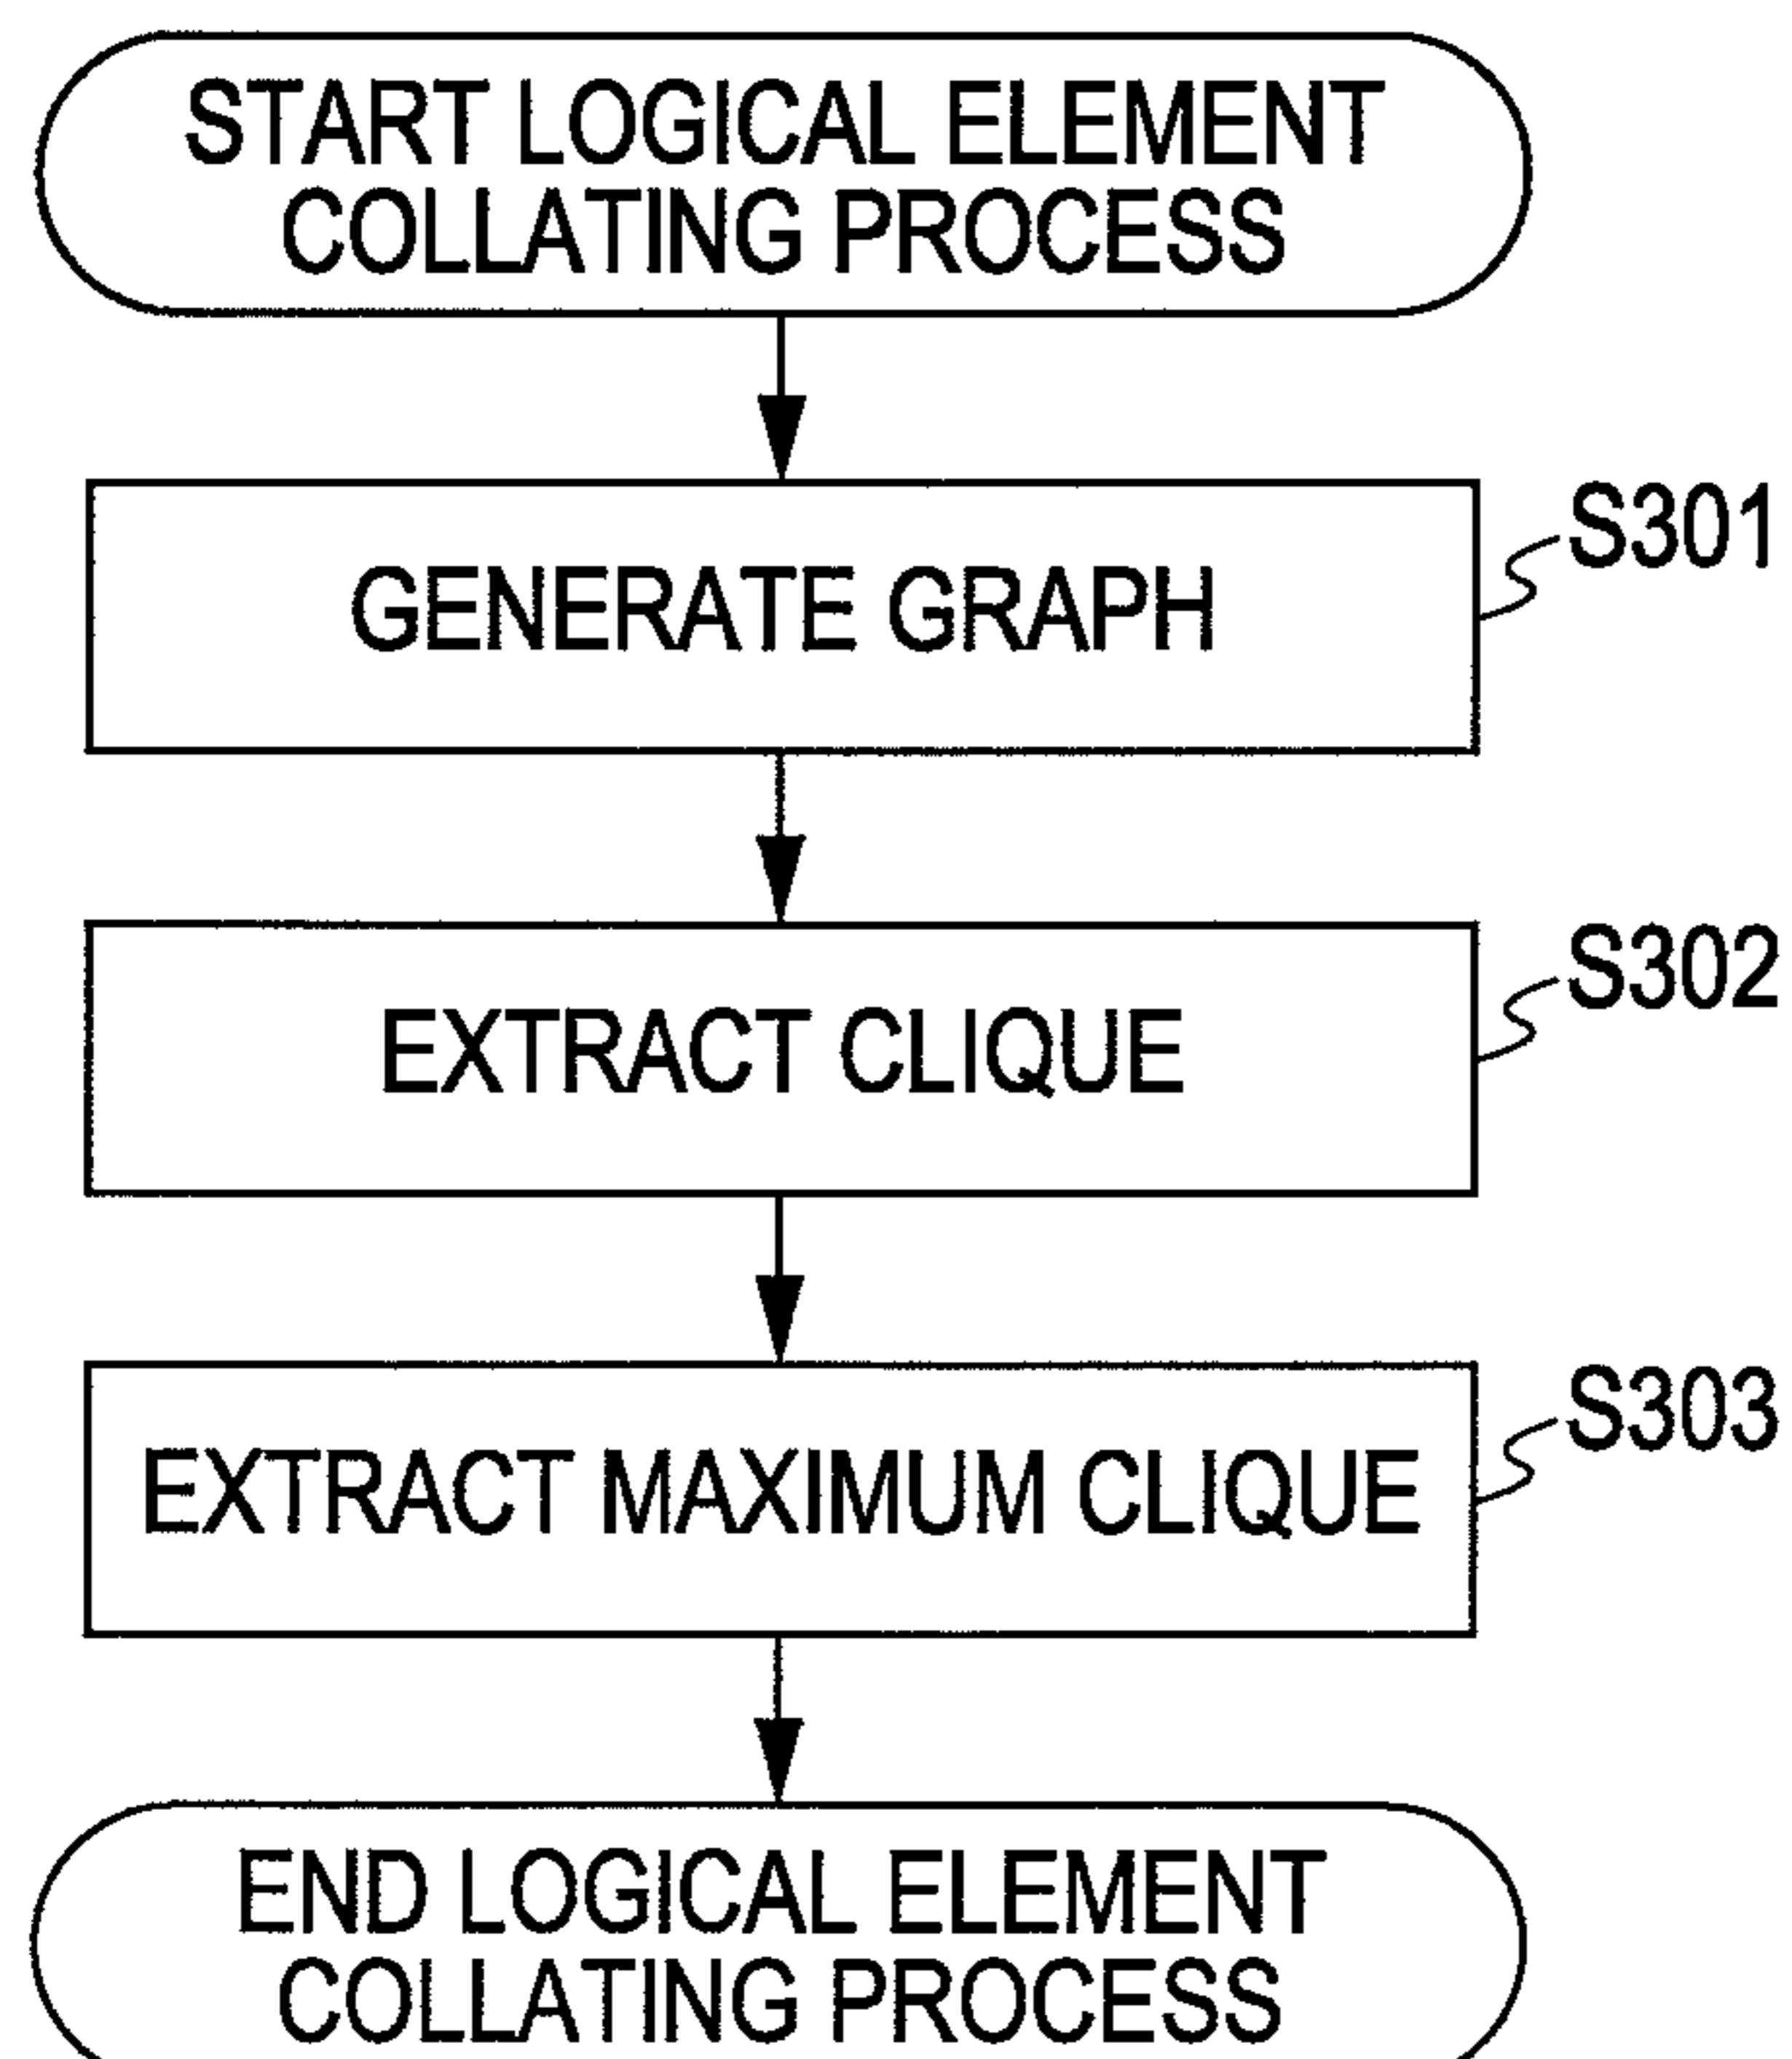 START LOGICAL ELEMENT
COLLATING PROCESS
S301
GENERATE GRAPH
S302
EXTRACT CLIQUE
S303
EXTRACT MAXIMUM CLIQUE
END LOGICAL ELEMENT
COLLATING PROCESS